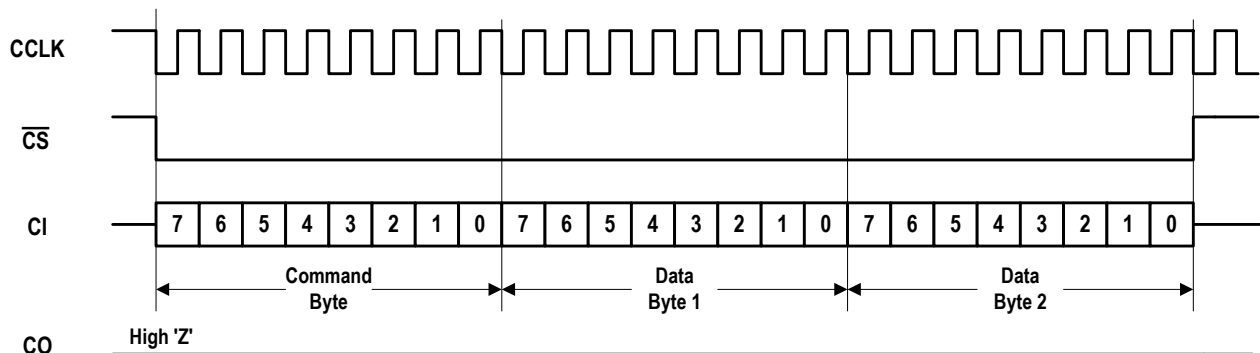 CCLK
CS
CI
7 6 5 4 3 2 1 0 7 6 5 4 3 2 1 0 7 6 5 4 3 2 1 0
Command Data Data
Byte Byte 1 Byte 2
High 'Z'
CO